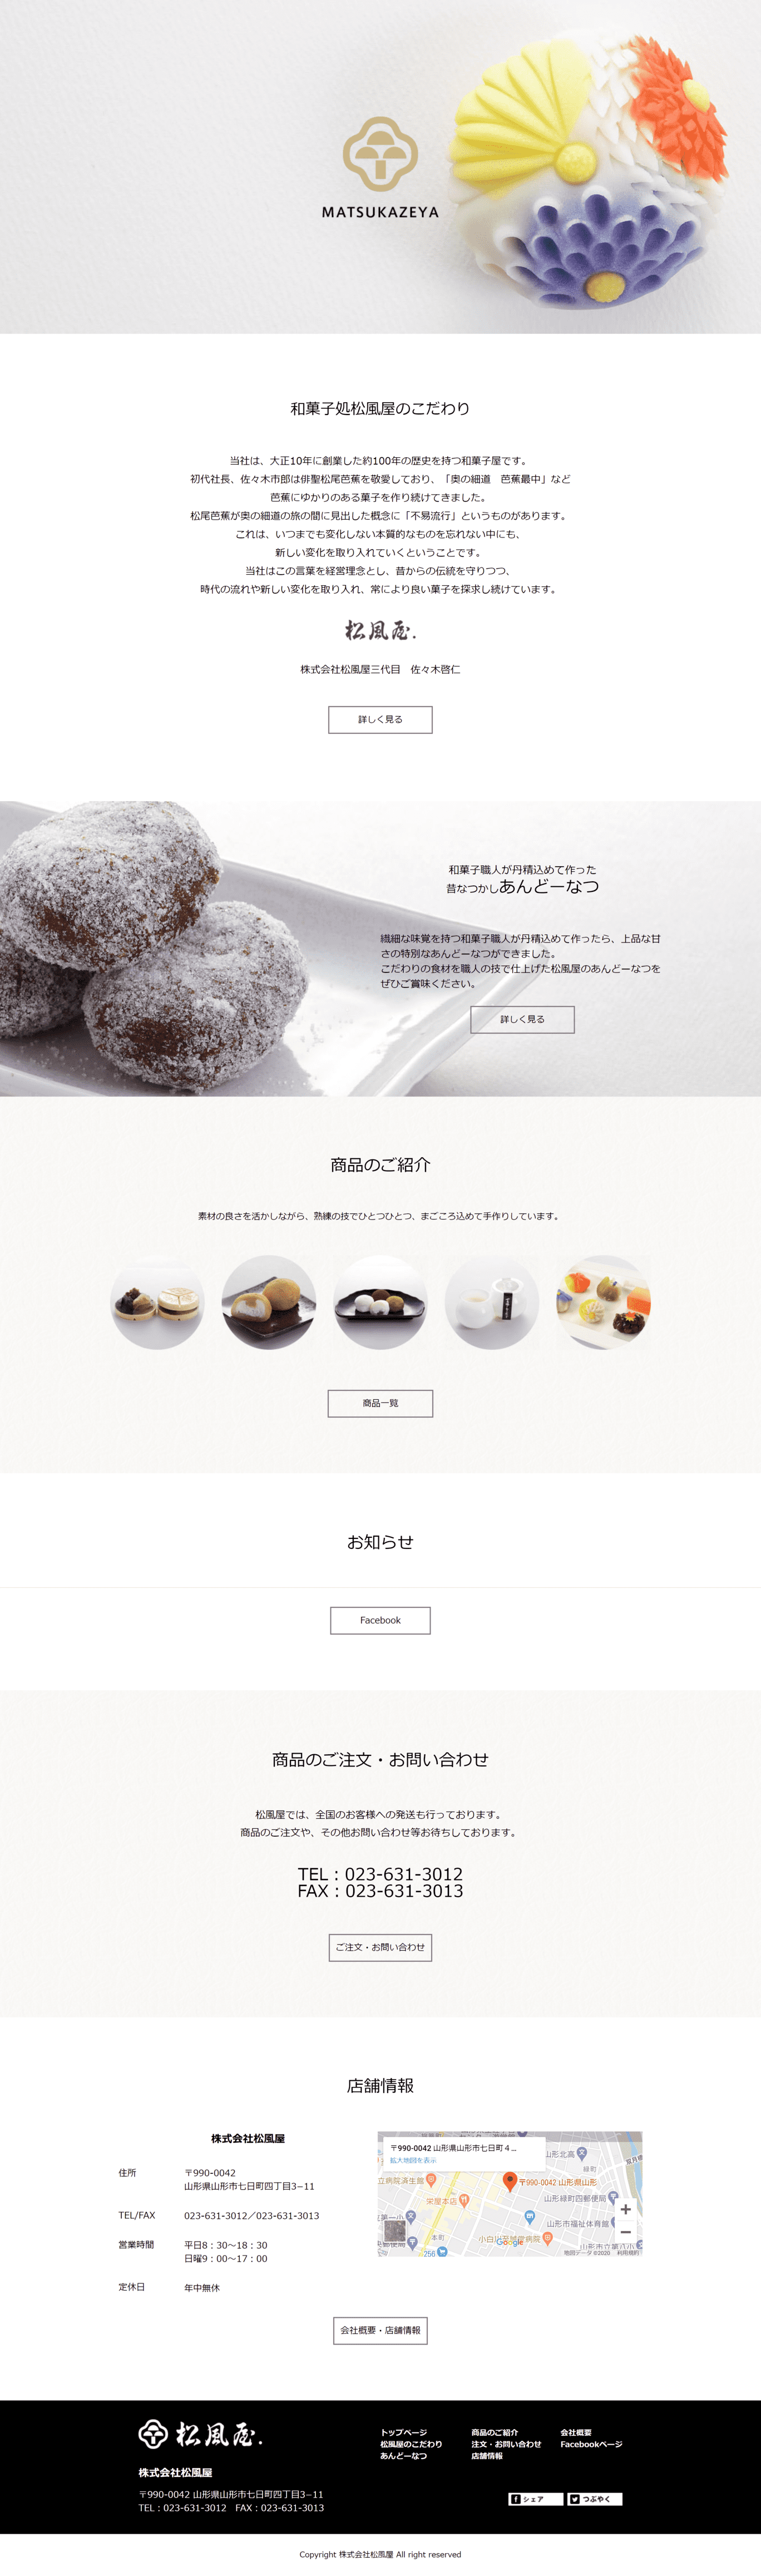 MATSUKAZEYA
和菓子処松風屋のこだわり
当社は、大正10年に創業した約100年の歴史を持つ和菓子屋です。
初代社長、佐々木市郎は俳聖松尾芭蕉を敬愛しており、「奥の細道　芭蕉最中」など
芭蕉にゆかりのある菓子を作り続けてきました。
松尾芭蕉が奥の細道の旅の間に見出した概念に「不易流行」というものがあります。
これは、いつまでも変化しない本質的なものを忘れない中にも、
新しい変化を取り入れていくということです。
当社はこの言葉を経営理念とし、昔からの伝統を守りつつ、
時代の流れや新しい変化を取り入れ、常により良い菓子を探求し続けています。
松風屋.
株式会社松風屋三代目　佐々木啓仁
詳しく見る
和菓子職人が丹精込めて作った
昔なつかしあんどーなつ
繊細な味覚を持つ和菓子職人が丹精込めて作ったら、上品な甘
さの特別なあんどーなつができました。
こだわりの食材を職人の技で仕上げた松風屋のあんどーなつを
ぜひご賞味ください。
詳しく見る
商品のご紹介
素材の良さを活かしながら、熟練の技でひとつひとつ、まごころ込めて手作りしています。
商品一覧
お知らせ
Facebook
商品のご注文・お問い合わせ
松風屋では、全国のお客様への発送も行っております。
商品のご注文や、その他お問い合わせ等お待ちしております。
TEL：023-631-3012
FAX：023-631-3013
ご注文・お問い合わせ
店舗情報
株式会社松風屋
住所　〒990-0042
山形県山形市七日町四丁目3−11
TEL/FAX　023-631-3012／023-631-3013
営業時間　平日8：30〜18：30
日曜9：00〜17：00
定休日　年中無休
〒990-0042 山形県山形市七日町４...
拡大地図を表示
山形北高
緑町
立病院済生館
〒990-0042 山形県山形
栄屋本店
山形緑町四郵便局
山形市福祉体育館
本町
小白川至誠堂病院
256
Google
山形市立第八小
地図データ ©2020　利用規約
会社概要・店舗情報
松風屋.
株式会社松風屋
〒990-0042 山形県山形市七日町四丁目3−11
TEL：023-631-3012　FAX：023-631-3013
トップページ
松風屋のこだわり
あんどーなつ
商品のご紹介
注文・お問い合わせ
店舗情報
会社概要
Facebookページ
シェア
つぶやく
Copyright 株式会社松風屋 All right reserved